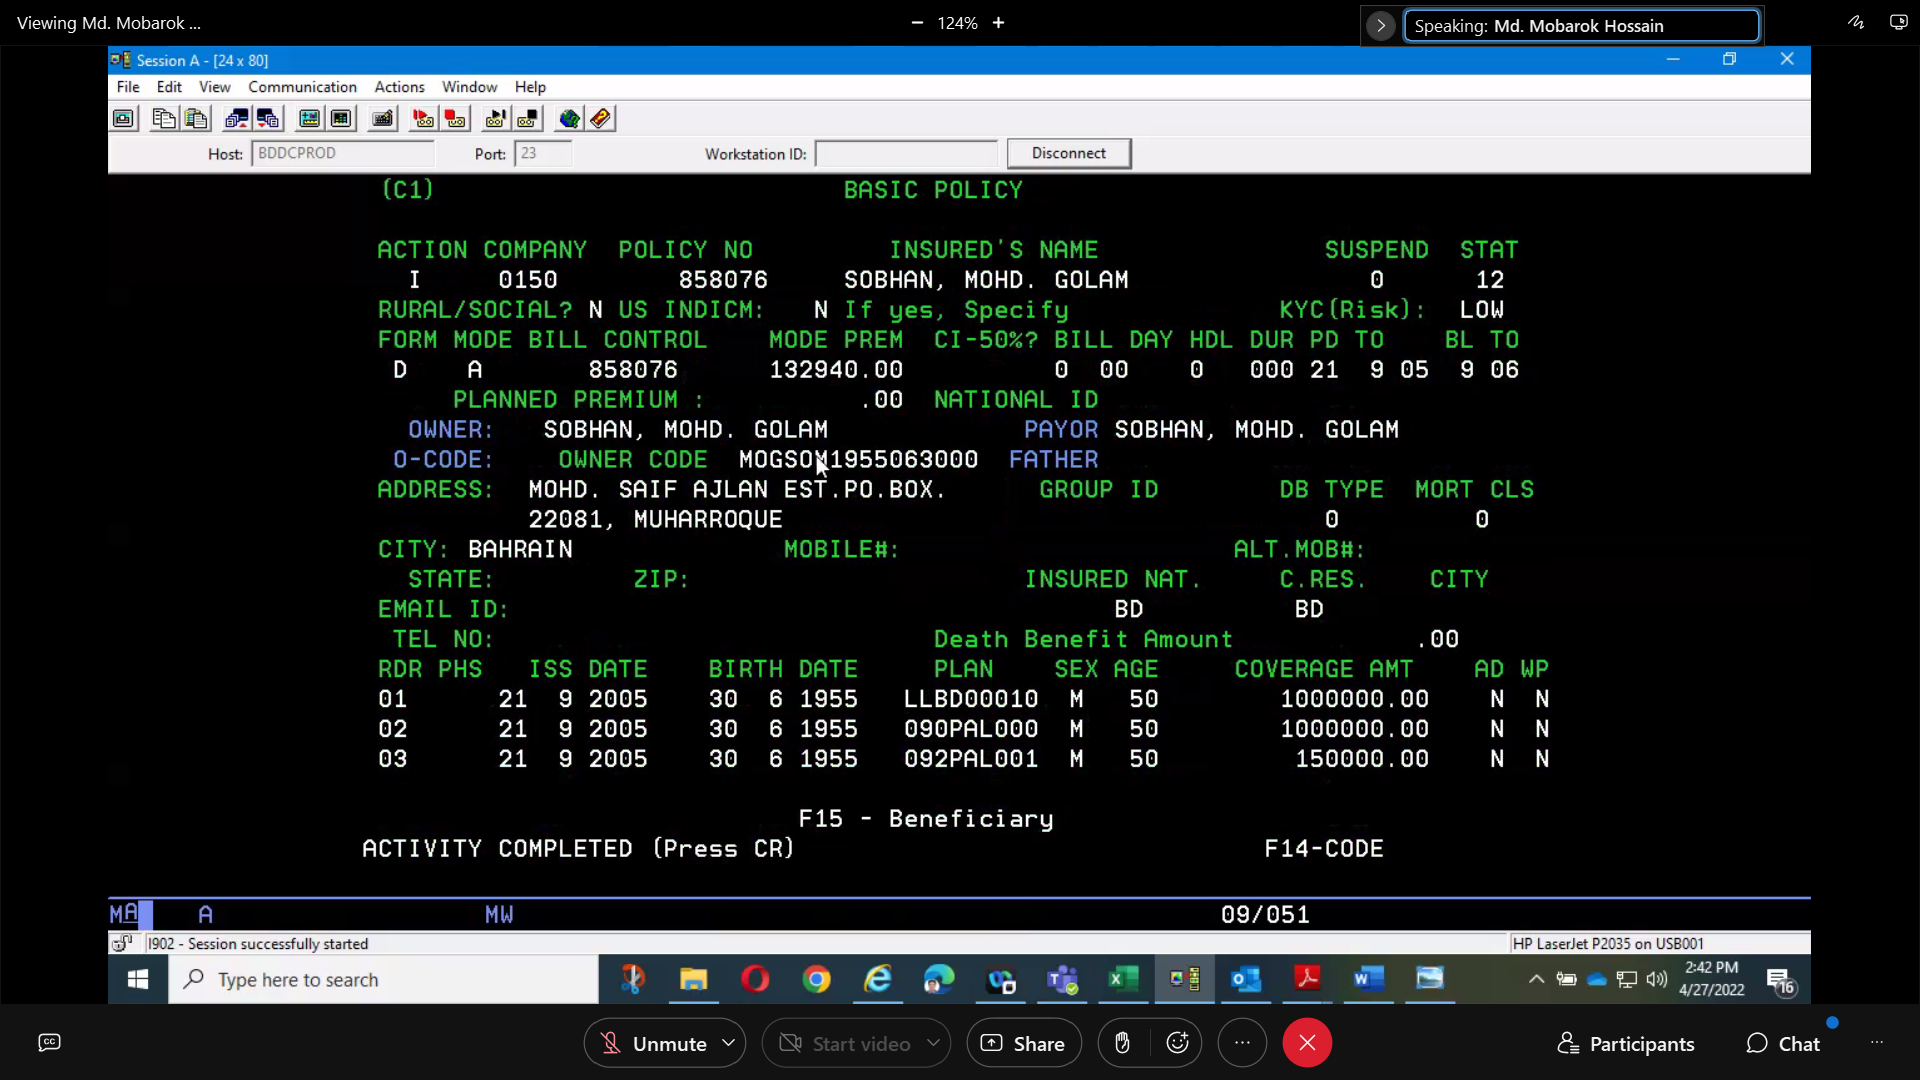 Viewing Md. Mobarok ...
124%
Speaking: Md. Mobarok Hossain
Session A - [24 x 80]
File Edit View Communication Actions Window Help
Host: BDDCPROD Port: 23 Workstation ID: Disconnect
(C1) BASIC POLICY
ACTION COMPANY POLICY NO INSURED'S NAME SUSPEND STAT
I 0150 858076 SOBHAN, MOHD. GOLAM 0 12
RURAL/SOCIAL? N US INDICM: N If yes, Specify KYC(Risk): LOW
FORM MODE BILL CONTROL MODE PREM CI-50%? BILL DAY HDL DUR PD TO BL TO
D A 858076 132940.00 0 00 0 000 21 9 05 9 06
PLANNED PREMIUM : .00 NATIONAL ID
OWNER: SOBHAN, MOHD. GOLAM PAYOR SOBHAN, MOHD. GOLAM
O-CODE: OWNER CODE MOGSOM1955063000 FATHER
ADDRESS: MOHD. SAIF AJLAN EST.PO.BOX. GROUP ID DB TYPE MORT CLS
22081, MUHARROQUE 0 0
CITY: BAHRAIN MOBILE#: ALT.MOB#:
STATE: ZIP: INSURED NAT. C.RES. CITY
EMAIL ID: BD BD
TEL NO: Death Benefit Amount .00
RDR PHS ISS DATE BIRTH DATE PLAN SEX AGE COVERAGE AMT AD WP
01 21 9 2005 30 6 1955 LLBD00010 M 50 1000000.00 N N
02 21 9 2005 30 6 1955 090PAL000 M 50 1000000.00 N N
03 21 9 2005 30 6 1955 092PAL001 M 50 150000.00 N N
F15 - Beneficiary
ACTIVITY COMPLETED (Press CR) F14-CODE
MA A MW 09/051
I902 - Session successfully started HP LaserJet P2035 on USB001
Type here to search
2:42 PM
4/27/2022
16
Unmute Start video Share Participants Chat